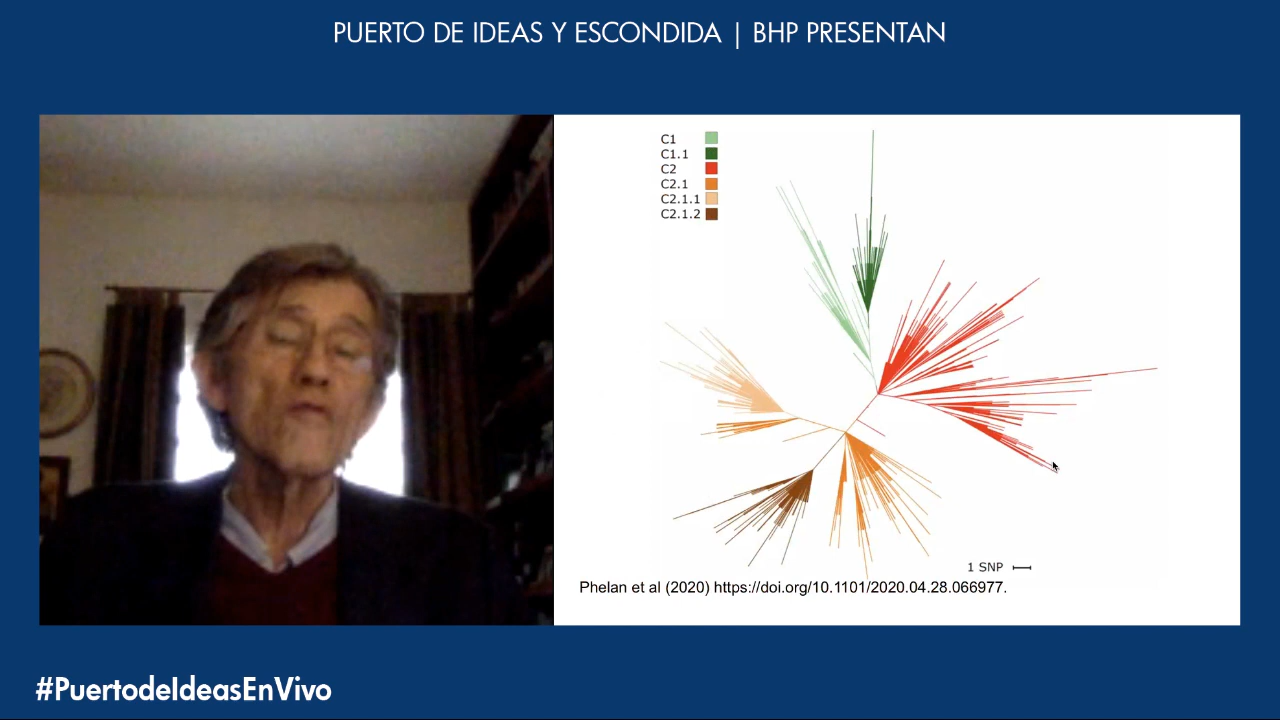 PUERTO DE IDEAS Y ESCONDIDA | BHP PRESENTAN
C1
C1.1
C2
C2.1
C2.1.1
C2.1.2
1 SNP
Phelan et al (2020) https://doi.org/10.1101/2020.04.28.066977.
#PuertodeIdeasEnVivo